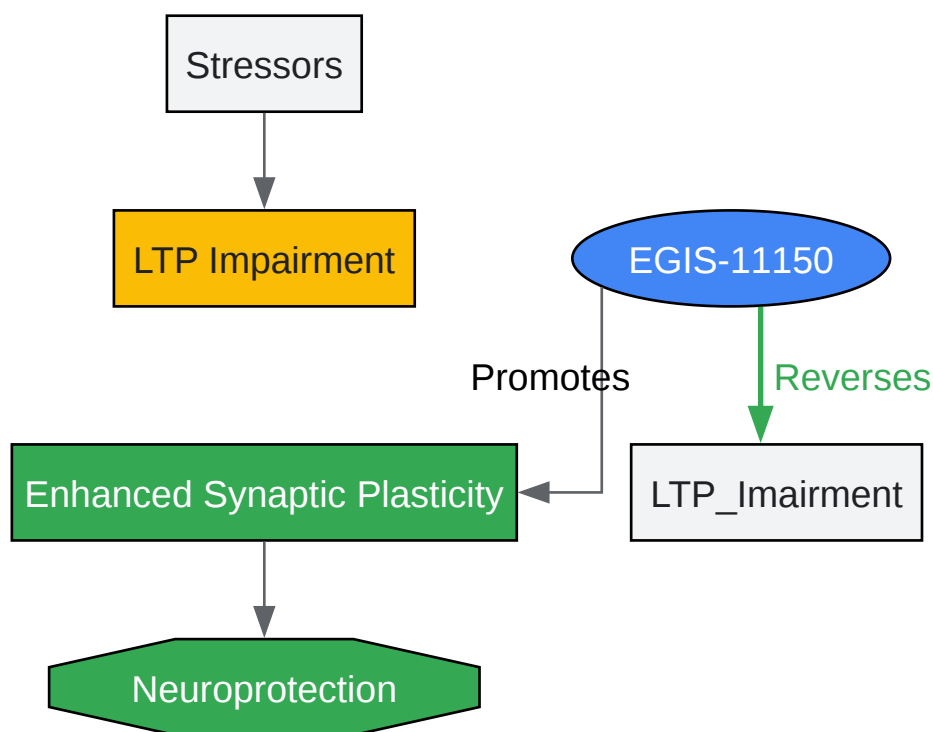 Stressors
LTP Impairment
EGIS-11150
Promotes
Reverses
Enhanced Synaptic Plasticity
LTP_Imairment
Neuroprotection